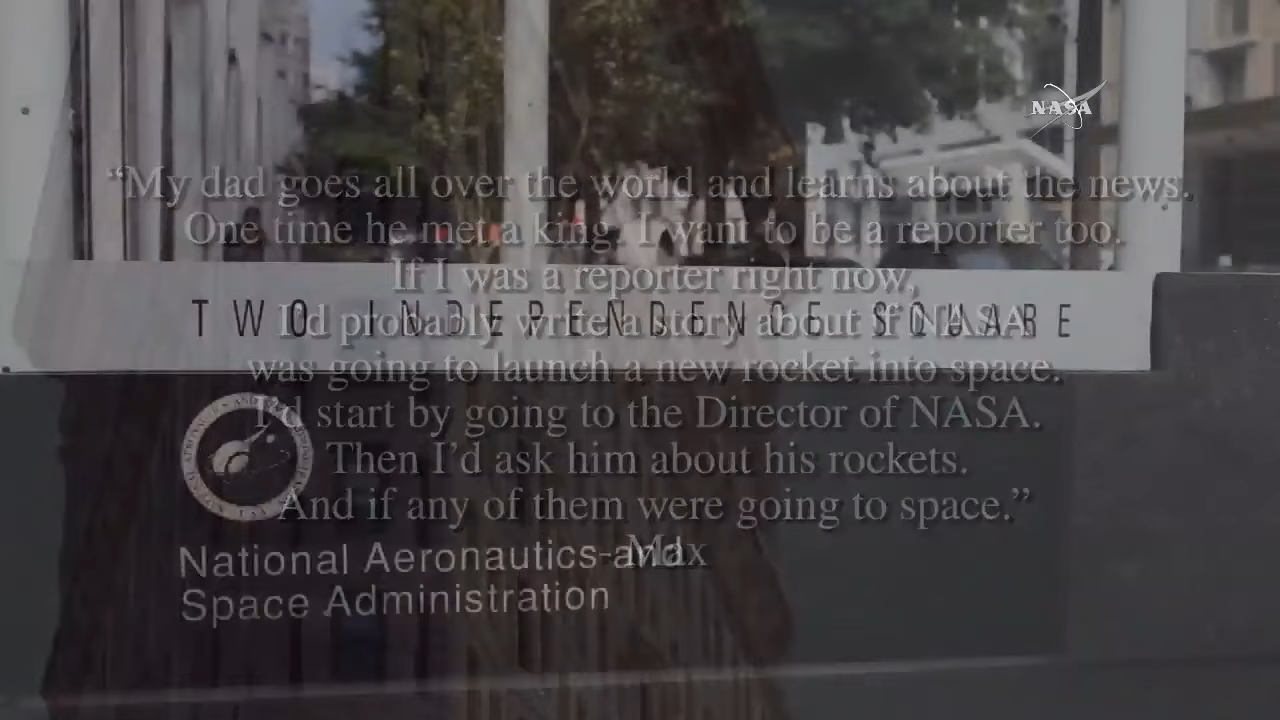 NASA
“My dad goes all over the world and learns about the news.
One time he met a king. I want to be a reporter too.
If I was a reporter right now,
I'd probably write a story about if NASA
was going to launch a new rocket into space.
I'd start by going to the Director of NASA.
Then I'd ask him about his rockets.
And if any of them were going to space.”
Max
TWO INDEPENDENCE SQUARE
National Aeronautics and
Space Administration